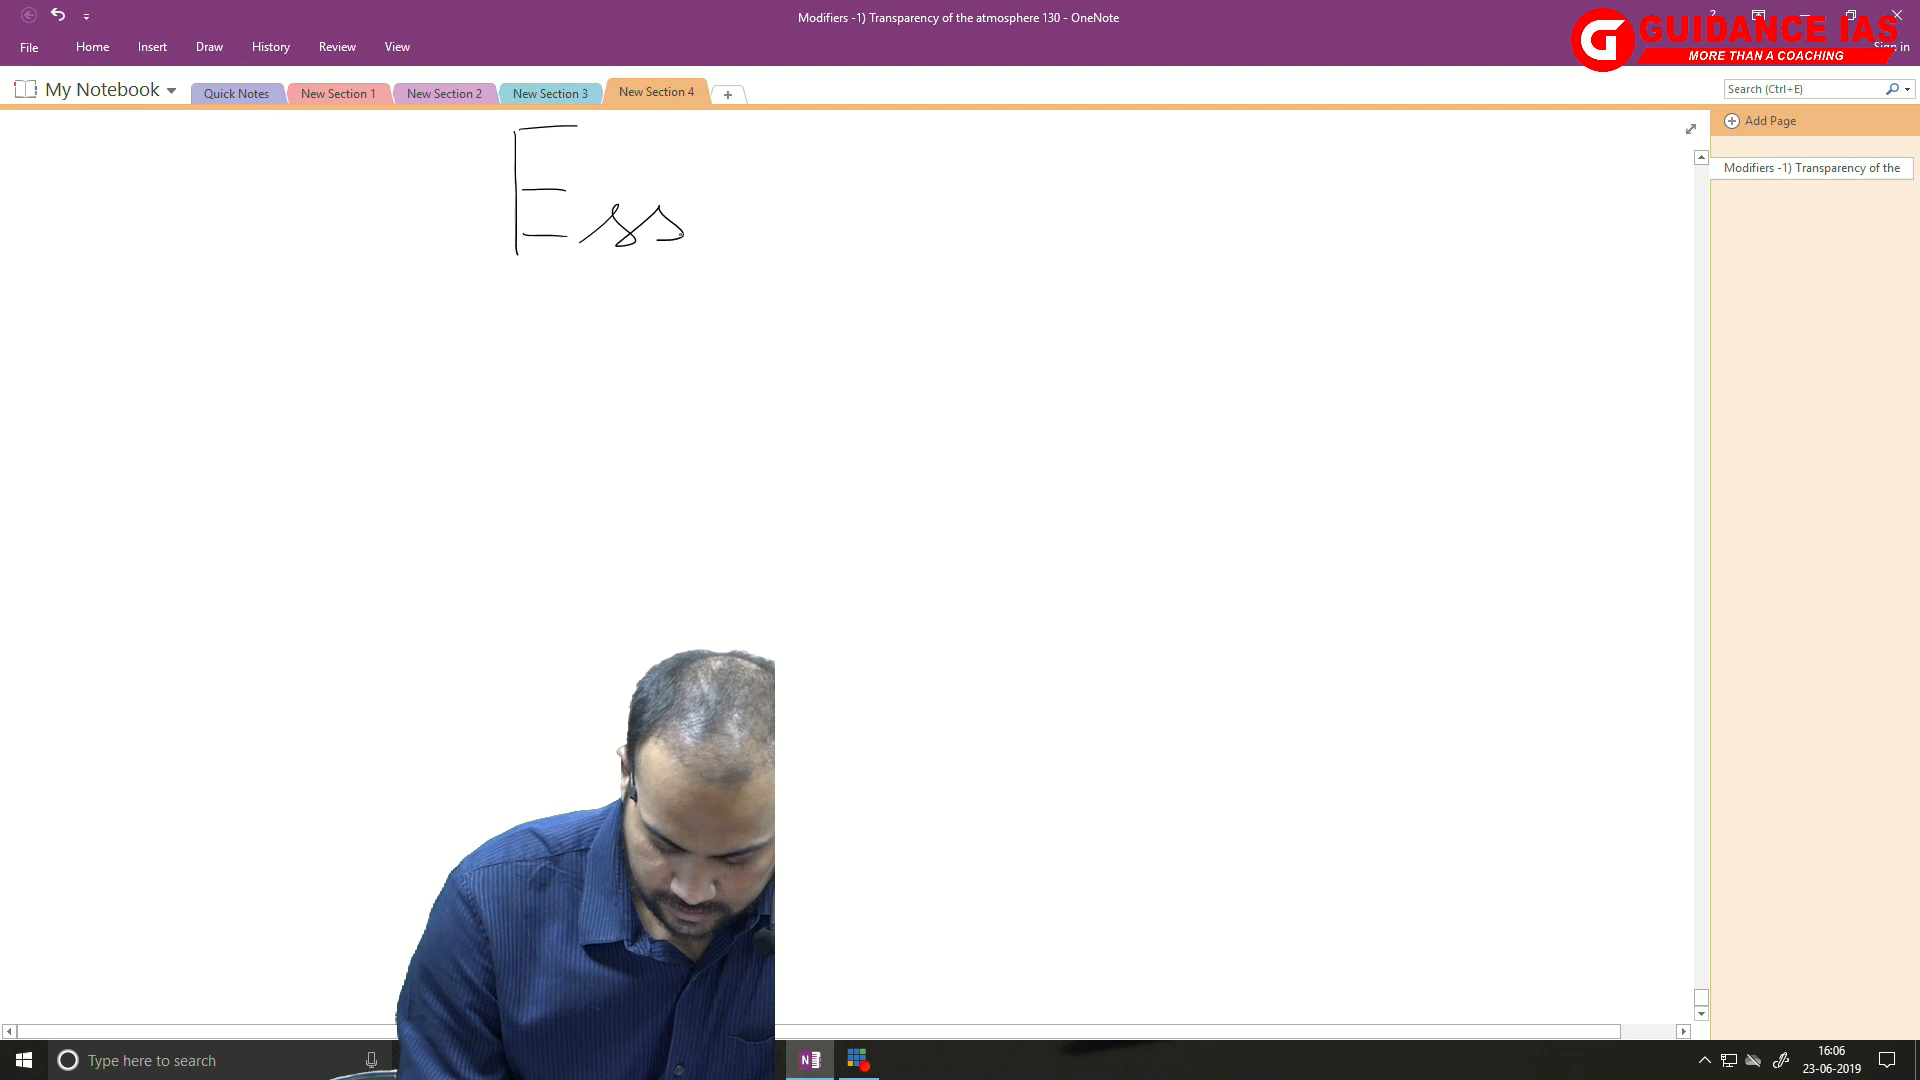 Modifiers -1) Transparency of the atmosphere 130 - OneNote
?
GUIDANCE IAS
MORE THAN A COACHING
Sign in
File Home Insert Draw History Review View
My Notebook
Quick Notes New Section 1 New Section 2 New Section 3 New Section 4 +
Search (Ctrl+E)
Add Page
Modifiers -1) Transparency of the
Ess
Type here to search
N
16:06
23-06-2019